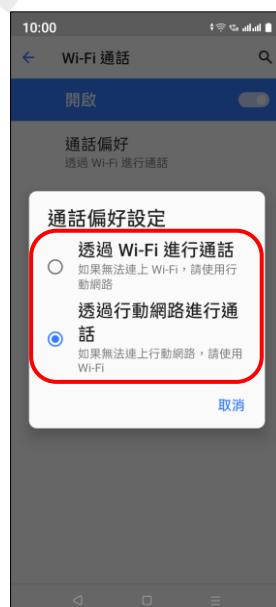 10:00
Wi-Fi 通話
開啟
通話偏好
透過 Wi-Fi 進行通話
通話偏好設定
透過 Wi-Fi 進行通話
如果無法連上 Wi-Fi，請使用行
動網路
透過行動網路進行通
話
如果無法連上行動網路，請使用
Wi-Fi
取消